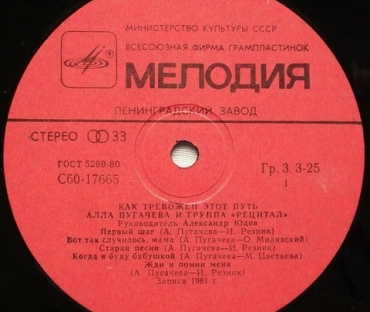 МИНИСТЕРСТВО КУЛЬТУРЫ СССР
ВСЕСОЮЗНАЯ ФИРМА ГРАМПЛАСТИНОК
МЕЛОДИЯ
ЛЕНИНГРАДСКИЙ ЗАВОД
СТЕРЕО 33
ГОСТ 5289-80
С60-17665
Гр. 3. 3-25
1
КАК ТРЕВОЖЕН ЭТОТ ПУТЬ
АЛЛА ПУГАЧЕВА И ГРУППА «РЕЦИТАЛ»
Руководитель Александр Юдов
Первый шаг (А. Пугачева—И. Резник)
Вот так случилось, мама (А. Пугачева—О. Милявский)
Старая песня (А. Пугачева—И. Резник)
Когда я буду бабушкой (А. Пугачева—М. Цветаева)
Жди и помни меня
(А. Пугачева—И. Резник)
Запись 1981 г.